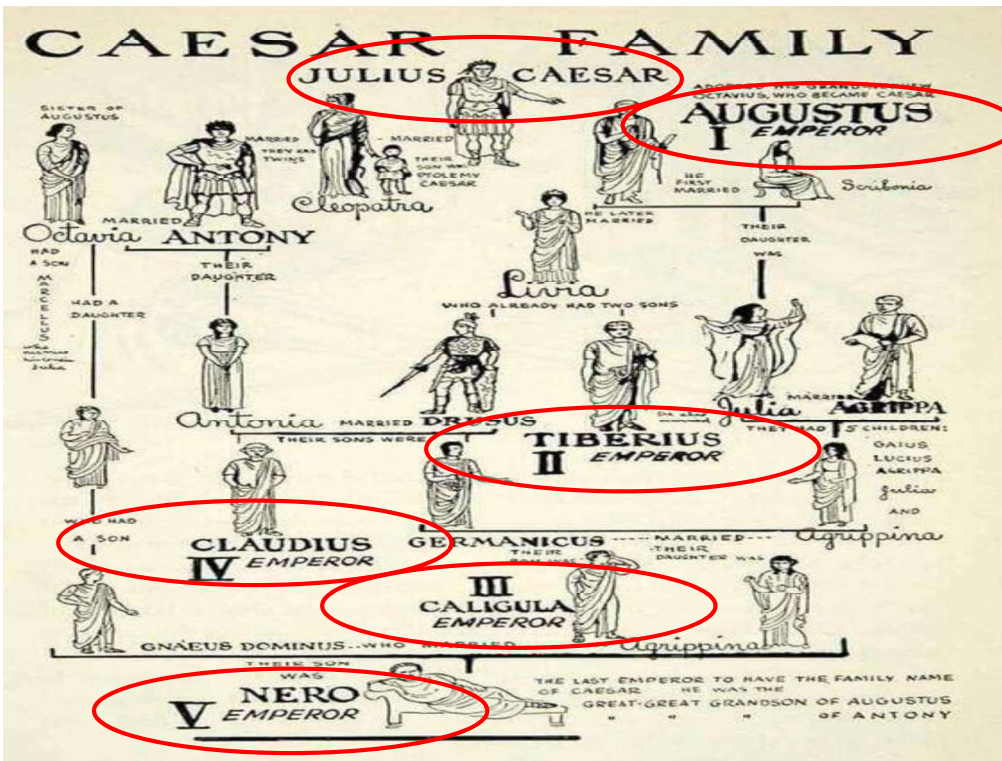 CAESAR FAMILY
JULIUS CAESAR
ADOPTED HIS GRAND NEPHEW
OCTAVIUS, WHO BECAME CAESAR
AUGUSTUS
I EMPEROR
SISTER OF
AUGUSTUS
MARRIED
THEY HAD
TWINS
MARRIED
THEIR
SON WAS
PTOLEMY
CAESAR
Cleopatra
HE
FIRST
MARRIED
Scribonia
MARRIED
Octavia ANTONY
HE LATER
MARRIED
THEIR
DAUGHTER
WAS
HAD
A SON
MARCELLUS
who
Julia
HAD A
DAUGHTER
THEIR
DAUGHTER
Livia
WHO ALREADY HAD TWO SONS
Antonia MARRIED DRUSUS
He also
married
Julia
MARRIED
AGRIPPA
THEY HAD 5 CHILDREN:
GAIUS
LUCIUS
AGRIPPA
Julia
AND
Agrippina
THEIR SONS WERE
TIBERIUS
II EMPEROR
WHO HAD
A SON
CLAUDIUS
IV EMPEROR
GERMANICUS
MARRIED
THEIR
SON WAS
THEIR
DAUGHTER WAS
III
CALIGULA
EMPEROR
GNAEUS DOMINUS..WHO MARRIED Agrippina
THEIR SON
WAS
NERO
V EMPEROR
THE LAST EMPEROR TO HAVE THE FAMILY NAME
OF CAESAR HE WAS THE
GREAT-GREAT GRANDSON OF AUGUSTUS
" " " OF ANTONY